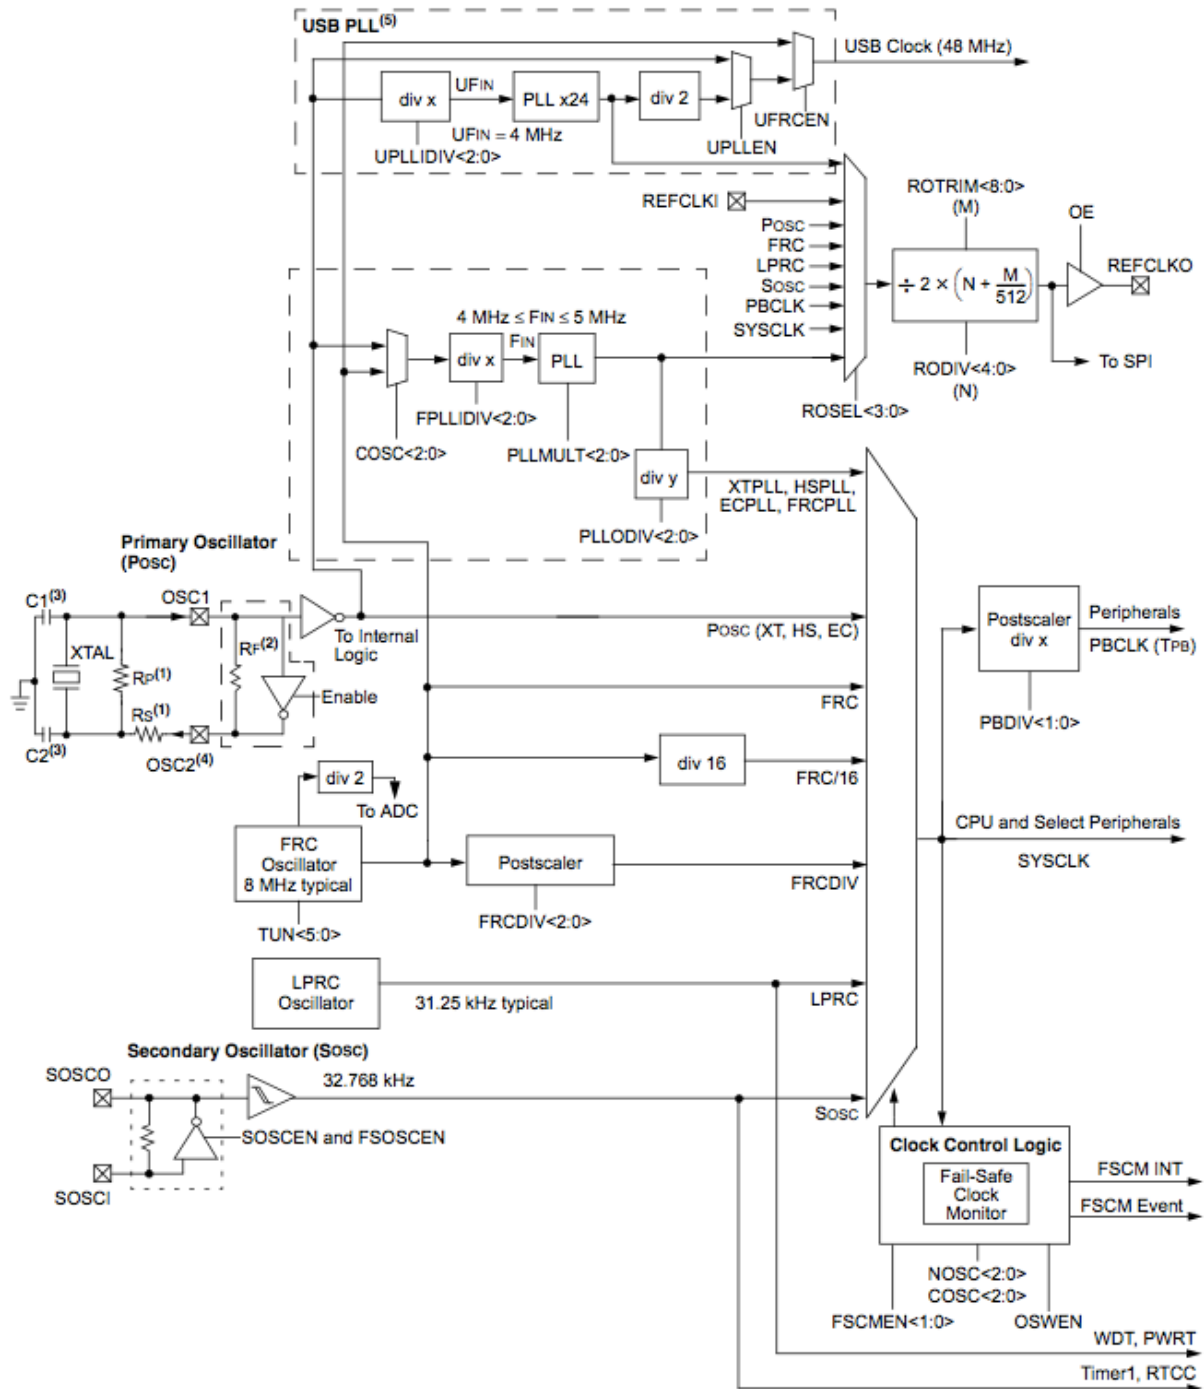 USB PLL(5)
USB Clock (48 MHz)
div x
UFIN
PLL x24
div 2
UFIN = 4 MHz
UFRCEN
UPLLIDIV<2:0>
UPLLEN
REFCLKI
POSC
FRC
LPRC
SOSC
PBCLK
SYSCLK
ROTRIM<8:0>
(M)
OE
REFCLKO
÷ 2 × (N + M/512)
To SPI
RODIV<4:0>
(N)
ROSEL<3:0>
4 MHz ≤ FIN ≤ 5 MHz
FIN
div x
PLL
FPLLIDIV<2:0>
COSC<2:0>
PLLMULT<2:0>
div y
XTPLL, HSPLL,
ECPLL, FRCPLL
PLLODIV<2:0>
Primary Oscillator
(POSC)
C1(3)
OSC1
XTAL
RP(1)
RF(2)
To Internal
Logic
Enable
RS(1)
C2(3)
OSC2(4)
POSC (XT, HS, EC)
Postscaler
div x
Peripherals
PBCLK (TPB)
PBDIV<1:0>
FRC
div 16
FRC/16
div 2
To ADC
FRC
Oscillator
8 MHz typical
TUN<5:0>
Postscaler
FRCDIV<2:0>
FRCDIV
CPU and Select Peripherals
SYSCLK
LPRC
Oscillator
31.25 kHz typical
LPRC
Secondary Oscillator (SOSC)
SOSCO
32.768 kHz
SOSCEN and FSOSCEN
SOSCI
SOSC
Clock Control Logic
Fail-Safe
Clock
Monitor
FSCM INT
FSCM Event
NOSC<2:0>
COSC<2:0>
FSCMEN<1:0>
OSWEN
WDT, PWRT
Timer1, RTCC